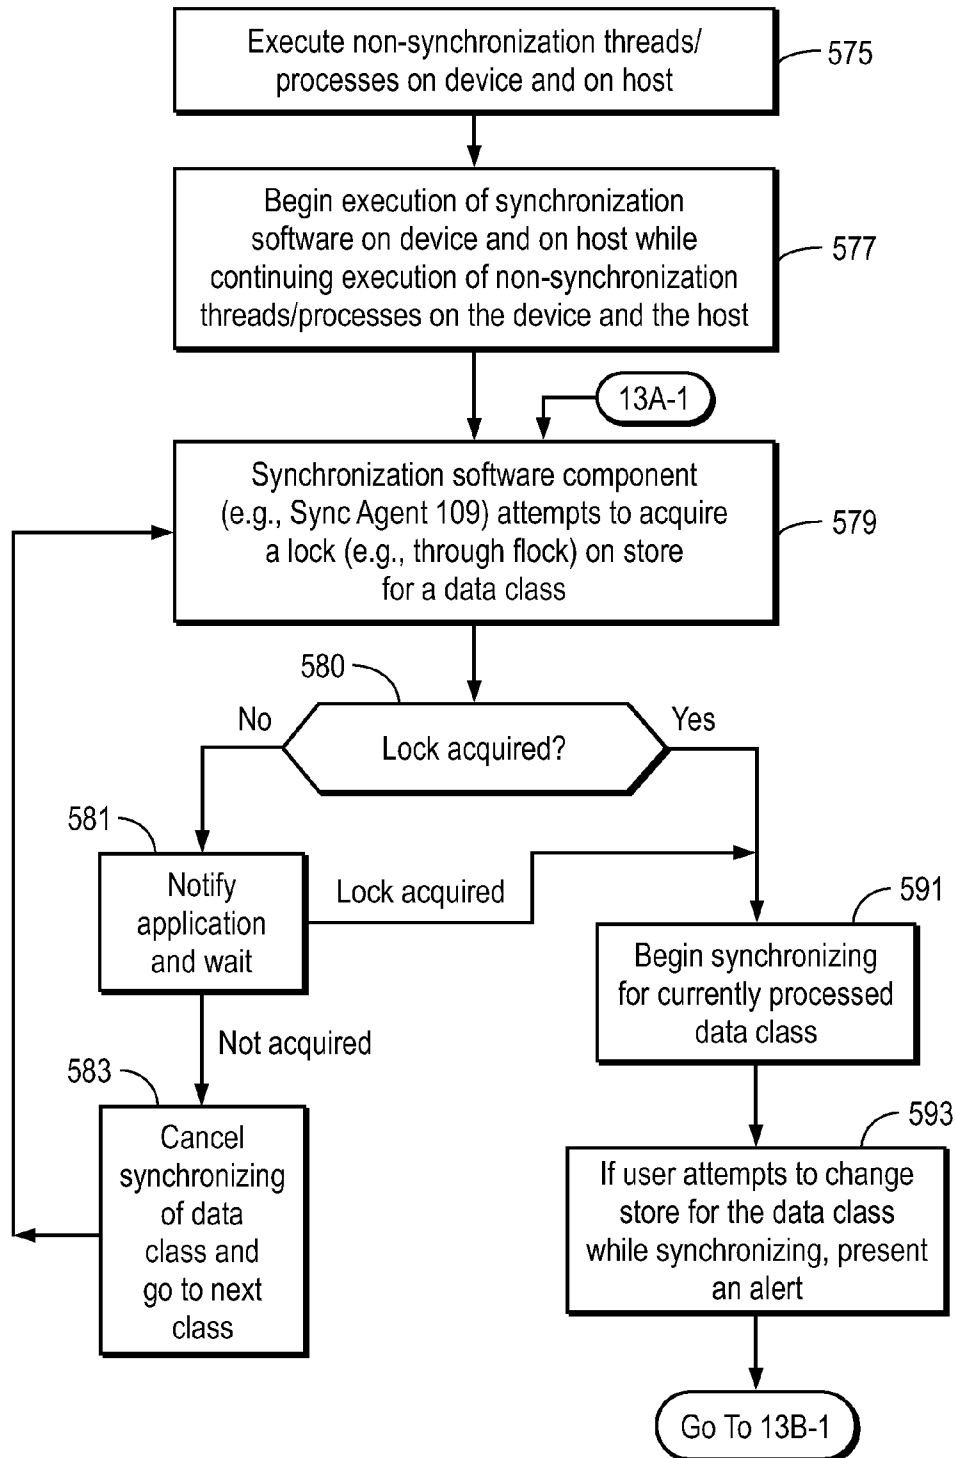 Execute non-synchronization threads/
processes on device and on host
575
Begin execution of synchronization
software on device and on host while
continuing execution of non-synchronization
threads/processes on the device and the host
577
13A-1
Synchronization software component
(e.g., Sync Agent 109) attempts to acquire
a lock (e.g., through flock) on store
for a data class
579
580
No
Lock acquired?
Yes
581
Notify
application
and wait
Lock acquired
591
Begin synchronizing
for currently processed
data class
Not acquired
583
Cancel
synchronizing
of data
class and
go to next
class
593
If user attempts to change
store for the data class
while synchronizing, present
an alert
Go To 13B-1